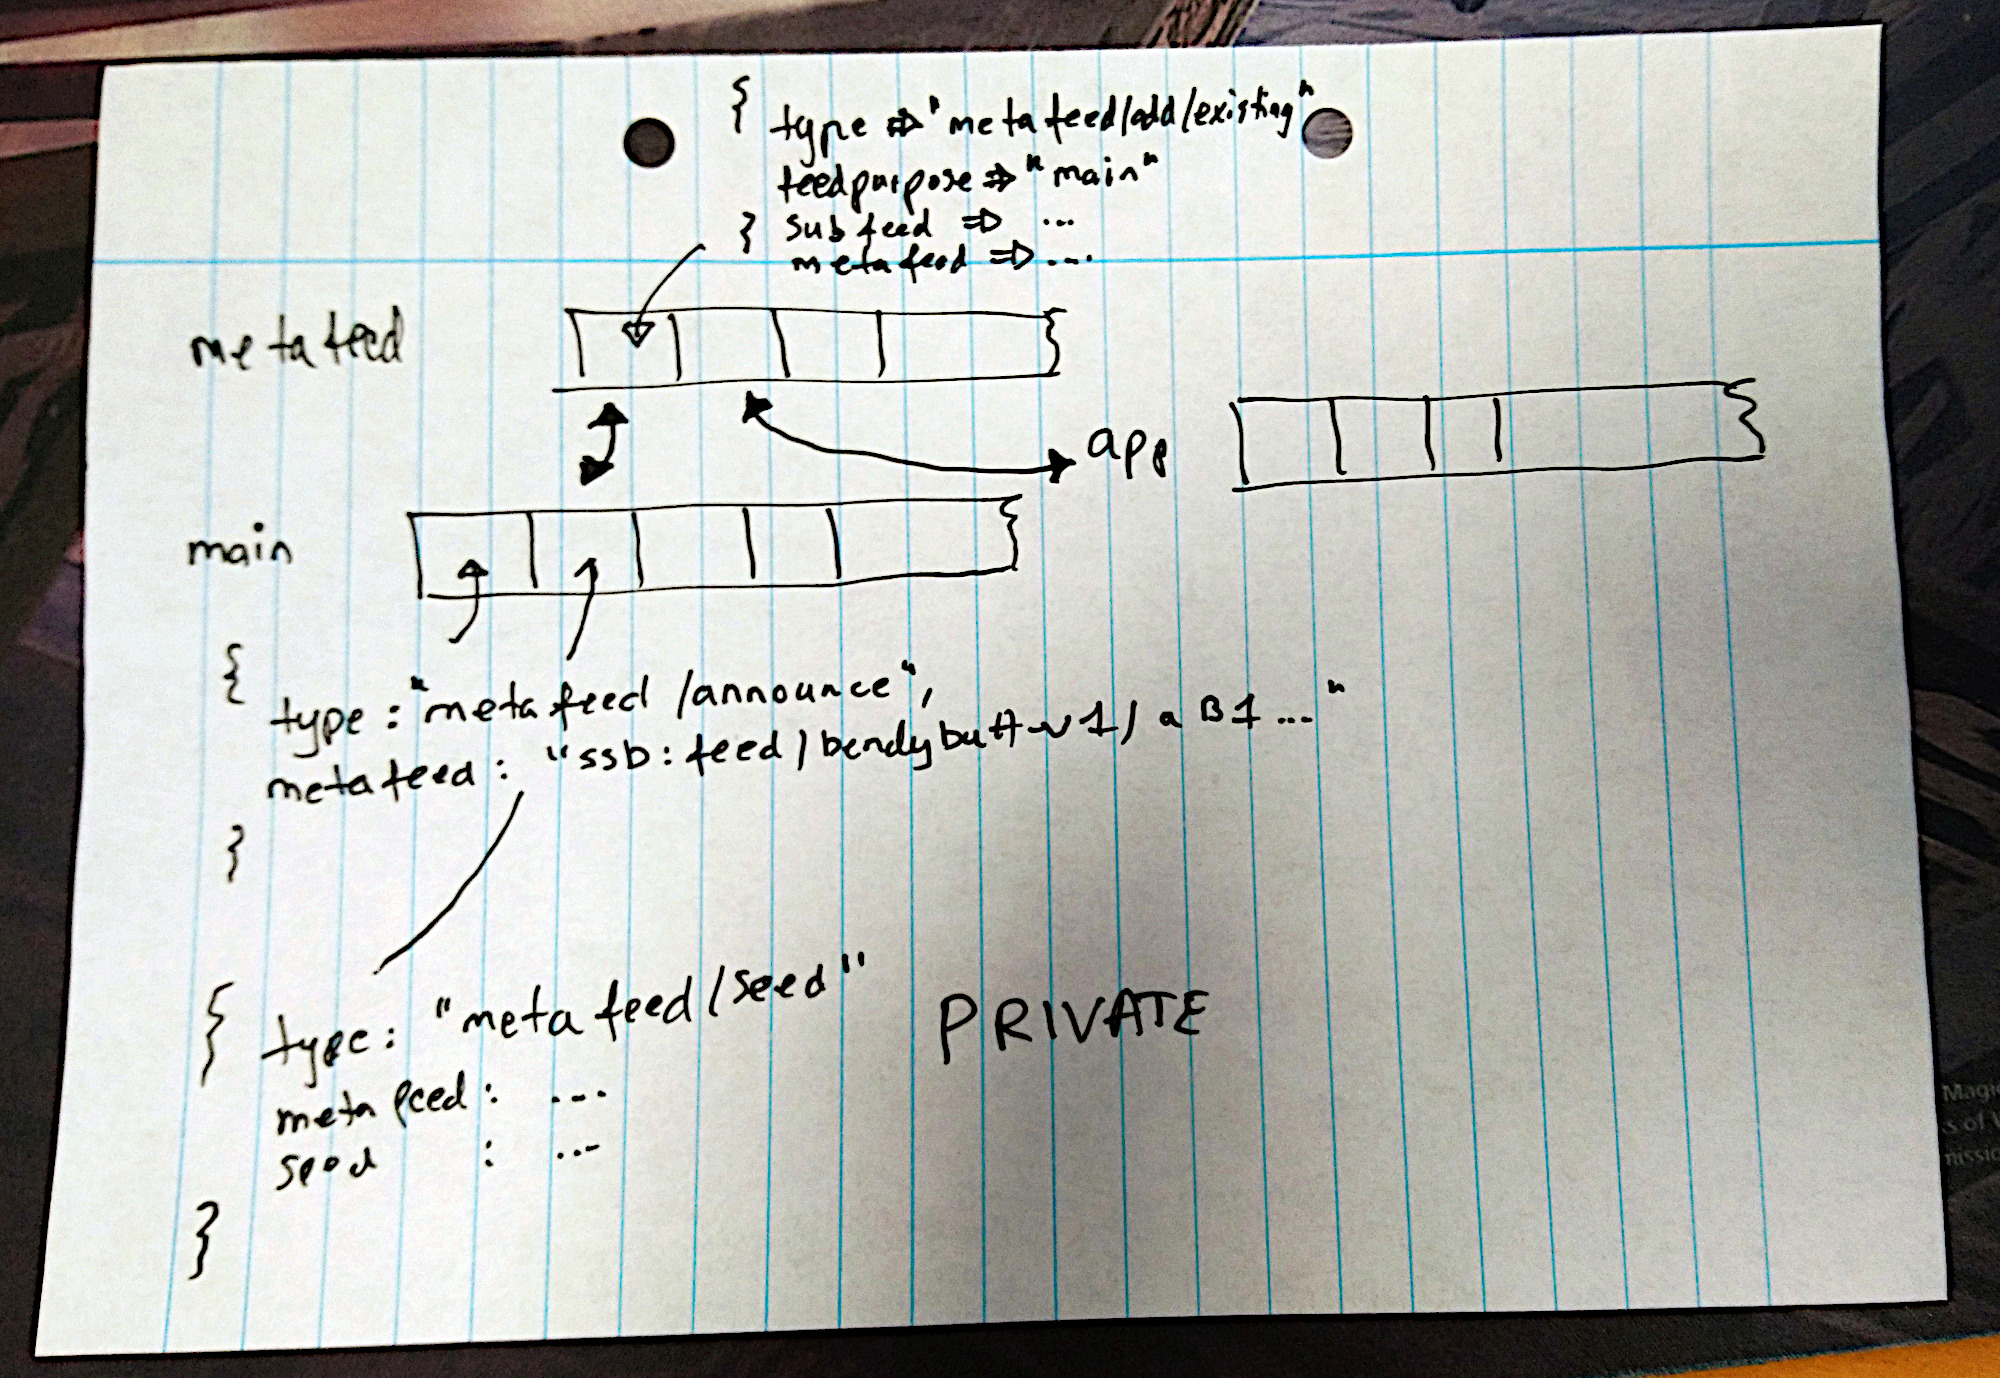 {
type => "metafeed/add/existing"
feedpurpose => "main"
} subfeed => ...
metafeed => ....
metafeed
app
main
{
type : "metafeed/announce",
metafeed : "ssb:feed/bendybutt-v1/aB1..."
}
{ type: "metafeed/seed"
PRIVATE
metafeed : ....
seed : ...
}
Magic
s of
missio